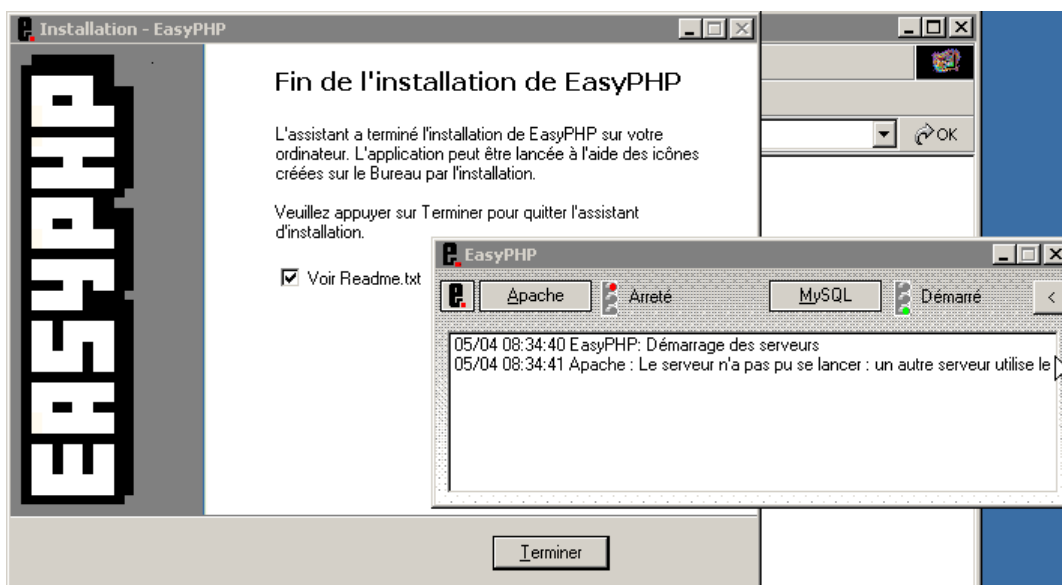 Installation - EasyPHP
EASYPHP
Fin de l'installation de EasyPHP
L'assistant a terminé l'installation de EasyPHP sur votre
ordinateur. L'application peut être lancée à l'aide des icônes
créées sur le Bureau par l'installation.
Veuillez appuyer sur Terminer pour quitter l'assistant
d'installation.
Voir Readme.txt
OK
EasyPHP
e. Apache Arreté MySQL Démarré <
05/04 08:34:40 EasyPHP: Démarrage des serveurs
05/04 08:34:41 Apache : Le serveur n'a pas pu se lancer : un autre serveur utilise le
Terminer